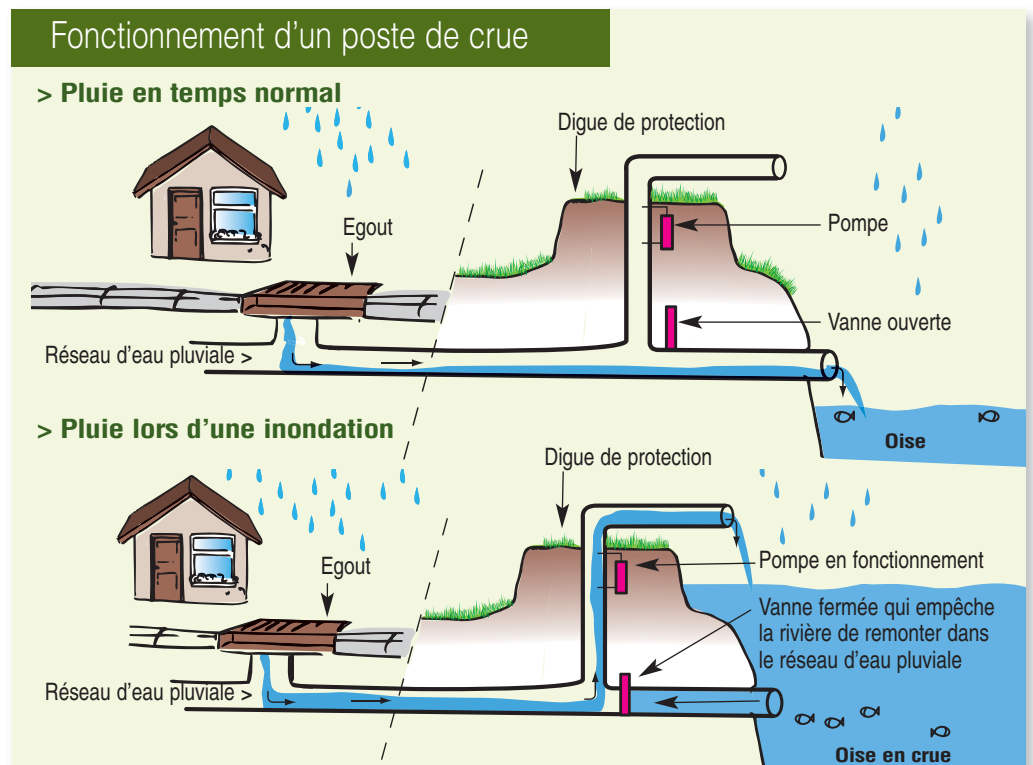 Fonctionnement d'un poste de crue
> Pluie en temps normal
Digue de protection
Egout
Pompe
Vanne ouverte
Réseau d'eau pluviale >
Oise
> Pluie lors d'une inondation
Digue de protection
Egout
Pompe en fonctionnement
Vanne fermée qui empêche
la rivière de remonter dans
le réseau d'eau pluviale
Réseau d'eau pluviale >
Oise en crue